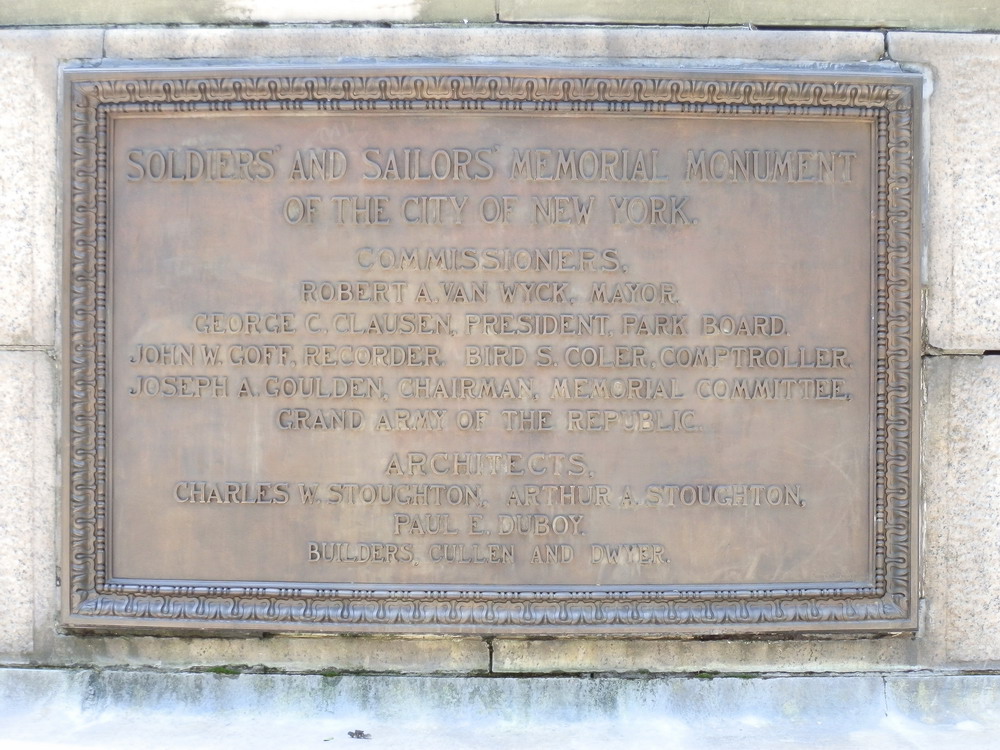 SOLDIERS' AND SAILORS' MEMORIAL MONUMENT
OF THE CITY OF NEW YORK.
COMMISSIONERS,
ROBERT A. VAN WYCK, MAYOR,
GEORGE C. CLAUSEN, PRESIDENT, PARK BOARD.
JOHN W. GOFF, RECORDER. BIRD S. COLER, COMPTROLLER.
JOSEPH A. GOULDEN, CHAIRMAN, MEMORIAL COMMITTEE,
GRAND ARMY OF THE REPUBLIC.
ARCHITECTS,
CHARLES W. STOUGHTON, ARTHUR A. STOUGHTON,
PAUL E. DUBOY.
BUILDERS, CULLEN AND DWYER.